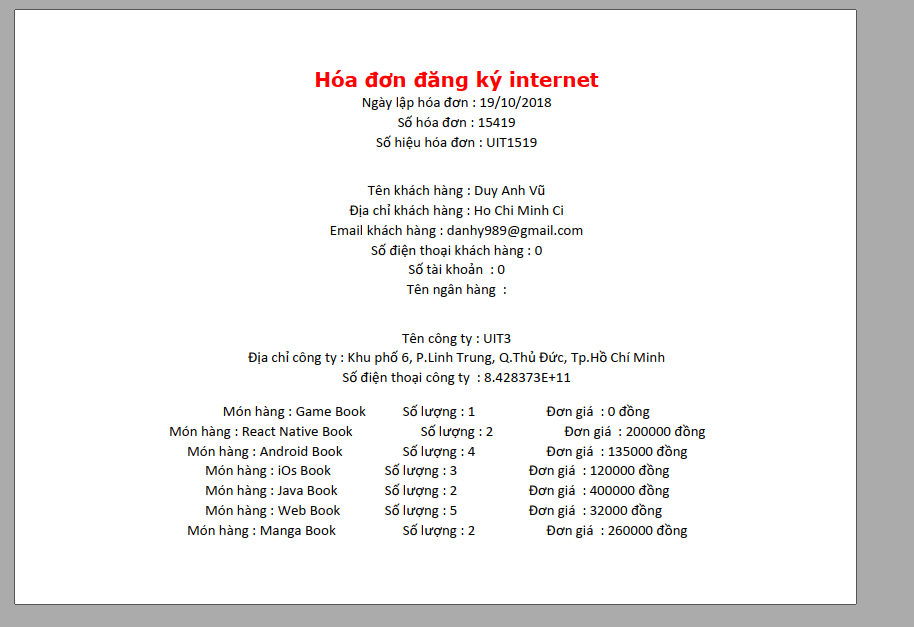 Hóa đơn đăng ký internet
Ngày lập hóa đơn : 19/10/2018
Số hóa đơn : 15419
Số hiệu hóa đơn : UIT1519
Tên khách hàng : Duy Anh Vũ
Địa chỉ khách hàng : Ho Chi Minh Ci
Email khách hàng : danhy989@gmail.com
Số điện thoại khách hàng : 0
Số tài khoản : 0
Tên ngân hàng :
Tên công ty : UIT3
Địa chỉ công ty : Khu phố 6, P.Linh Trung, Q.Thủ Đức, Tp.Hồ Chí Minh
Số điện thoại công ty : 8.428373E+11
Món hàng : Game Book Số lượng : 1 Đơn giá : 0 đồng
Món hàng : React Native Book Số lượng : 2 Đơn giá : 200000 đồng
Món hàng : Android Book Số lượng : 4 Đơn giá : 135000 đồng
Món hàng : iOs Book Số lượng : 3 Đơn giá : 120000 đồng
Món hàng : Java Book Số lượng : 2 Đơn giá : 400000 đồng
Món hàng : Web Book Số lượng : 5 Đơn giá : 32000 đồng
Món hàng : Manga Book Số lượng : 2 Đơn giá : 260000 đồng